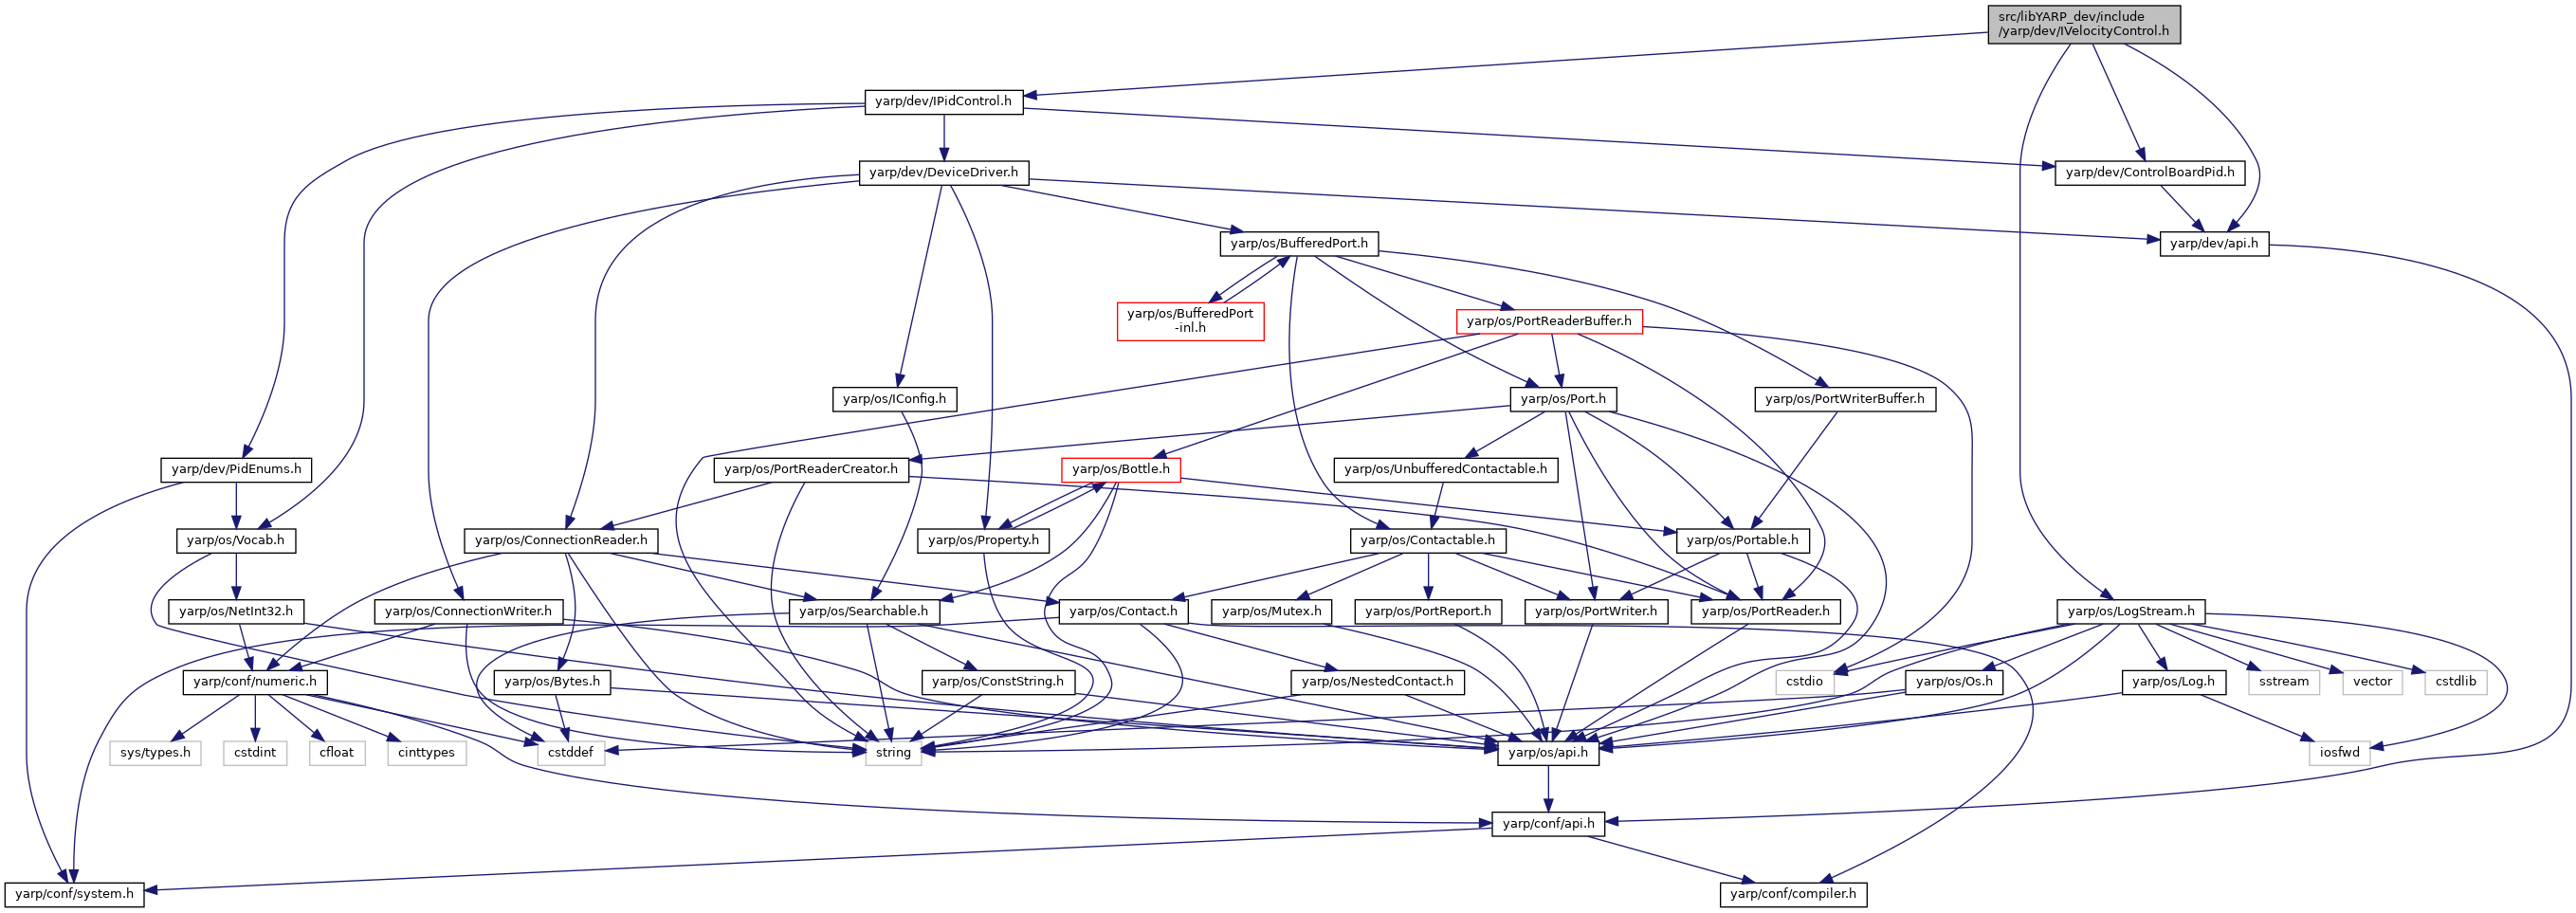 src/libYARP_dev/include
/yarp/dev/IVelocityControl.h
yarp/dev/IPidControl.h
yarp/dev/DeviceDriver.h
yarp/dev/ControlBoardPid.h
yarp/os/BufferedPort.h
yarp/dev/api.h
yarp/os/BufferedPort
-inl.h
yarp/os/PortReaderBuffer.h
yarp/os/IConfig.h
yarp/os/Port.h
yarp/os/PortWriterBuffer.h
yarp/dev/PidEnums.h
yarp/os/PortReaderCreator.h
yarp/os/Bottle.h
yarp/os/UnbufferedContactable.h
yarp/os/Vocab.h
yarp/os/ConnectionReader.h
yarp/os/Property.h
yarp/os/Contactable.h
yarp/os/Portable.h
yarp/os/NetInt32.h
yarp/os/ConnectionWriter.h
yarp/os/Searchable.h
yarp/os/Contact.h
yarp/os/Mutex.h
yarp/os/PortReport.h
yarp/os/PortWriter.h
yarp/os/PortReader.h
yarp/os/LogStream.h
yarp/conf/numeric.h
yarp/os/Bytes.h
yarp/os/ConstString.h
yarp/os/NestedContact.h
cstdio
yarp/os/Os.h
yarp/os/Log.h
sstream
vector
cstdlib
sys/types.h
cstdint
cfloat
cinttypes
cstddef
string
yarp/os/api.h
iosfwd
yarp/conf/api.h
yarp/conf/system.h
yarp/conf/compiler.h